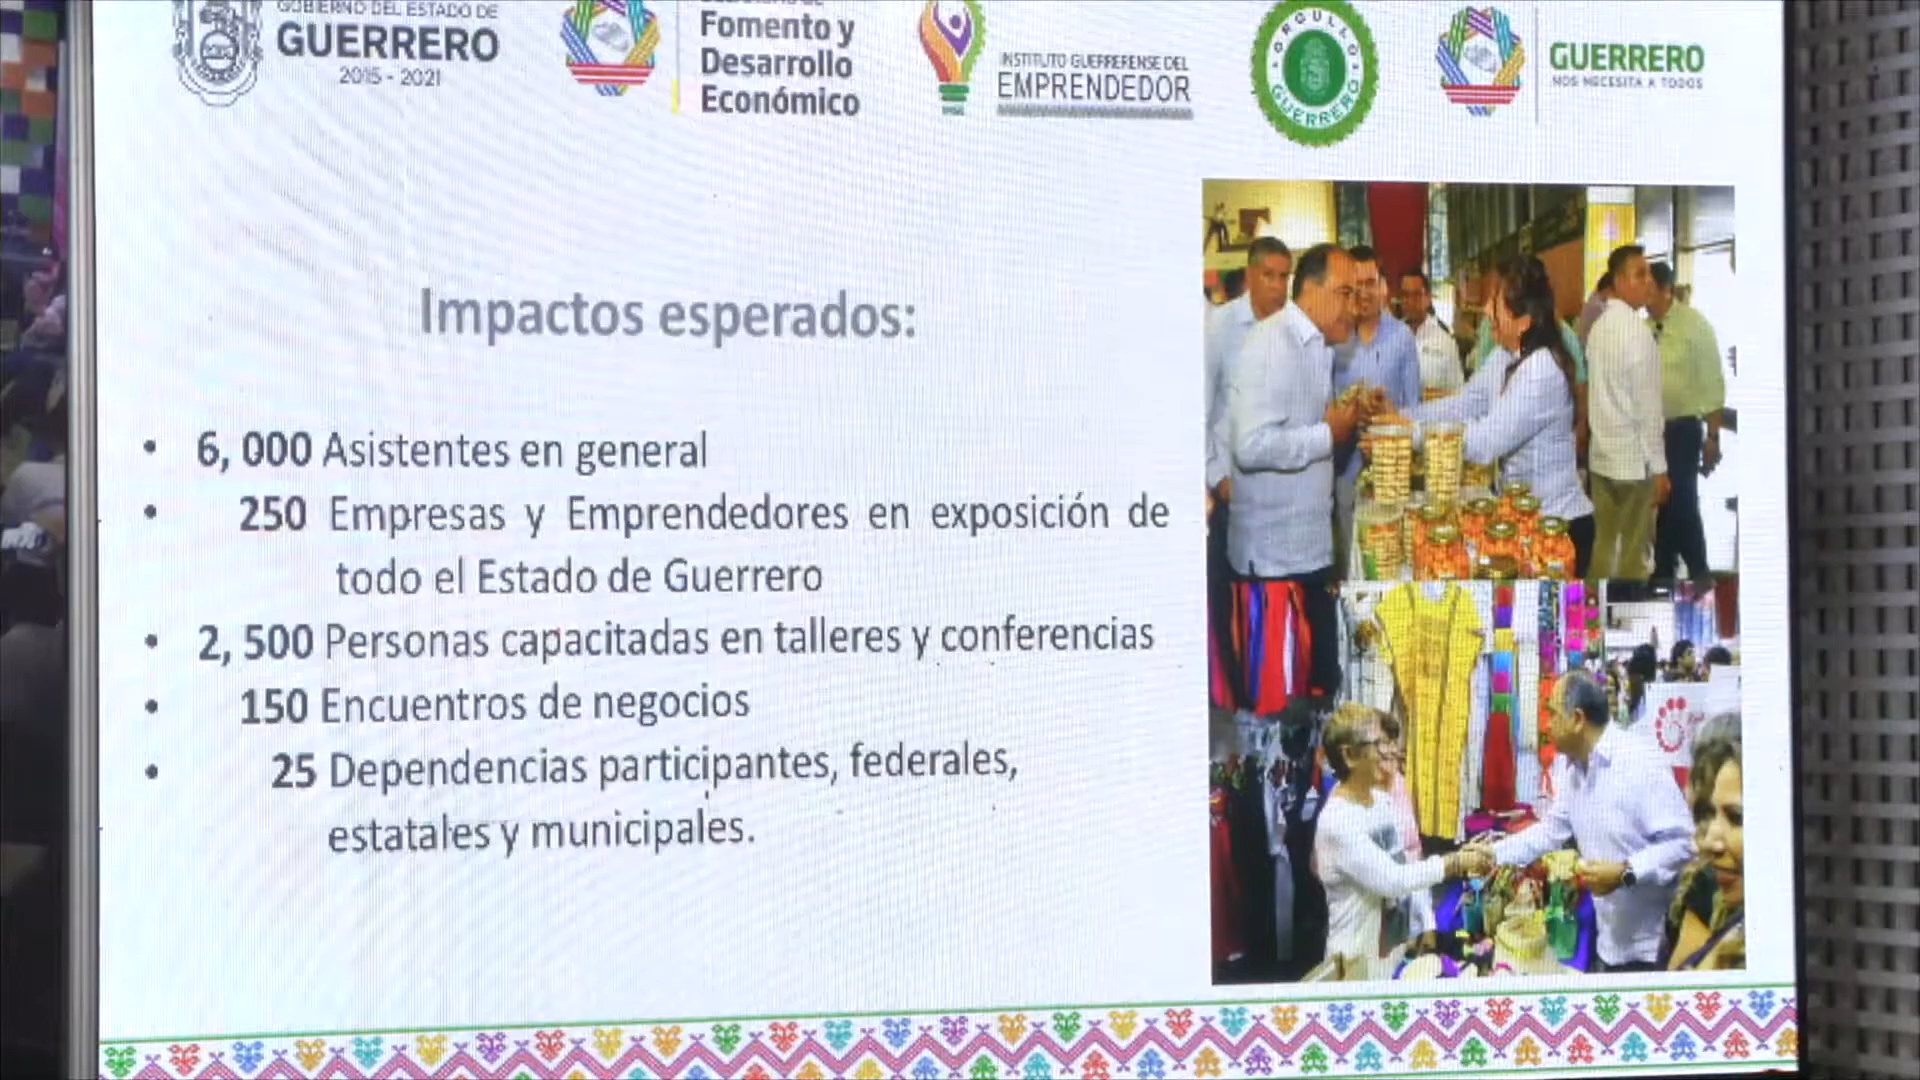 GOBIERNO DEL ESTADO DE
GUERRERO
2015 - 2021
Fomento y
Desarrollo
Económico
INSTITUTO GUERRERENSE DEL
EMPRENDEDOR
ORGULLO
GUERRERO
GUERRERO
NOS NECESITA A TODOS
Impactos esperados:
• 6, 000 Asistentes en general
• 250 Empresas y Emprendedores en exposición de
todo el Estado de Guerrero
• 2, 500 Personas capacitadas en talleres y conferencias
• 150 Encuentros de negocios
• 25 Dependencias participantes, federales,
estatales y municipales.